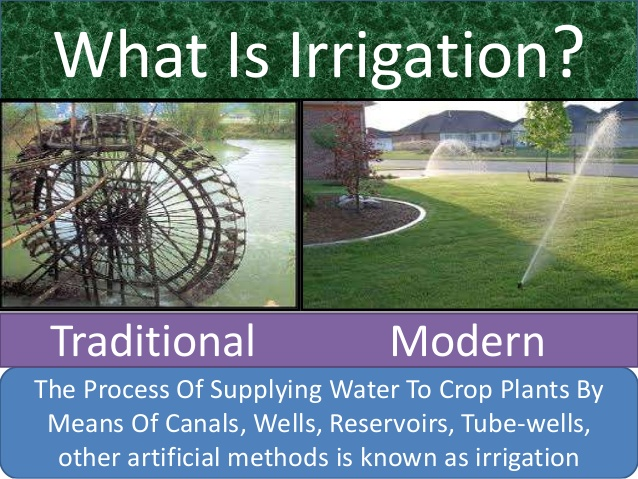 What Is Irrigation?
Traditional Modern
The Process Of Supplying Water To Crop Plants By
Means Of Canals, Wells, Reservoirs, Tube-wells,
other artificial methods is known as irrigation